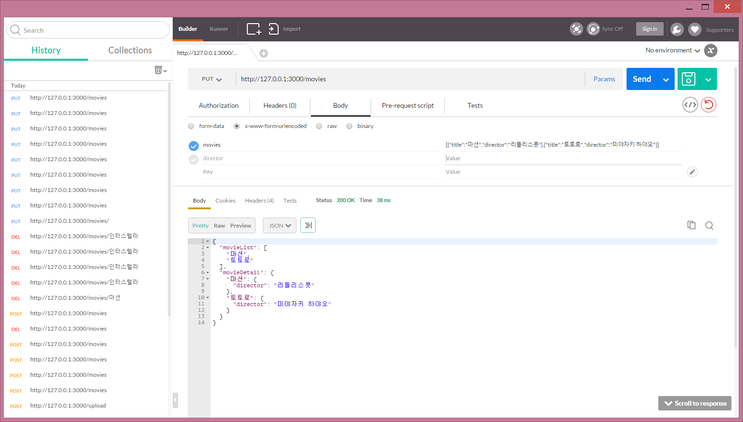 Search
Builder
Runner
Import
Sync Off
Sign in
Supporters
History
Collections
Today
PUT http://127.0.0.1:3000/movies
PUT http://127.0.0.1:3000/movies
PUT http://127.0.0.1:3000/movies
PUT http://127.0.0.1:3000/movies
PUT http://127.0.0.1:3000/movies
PUT http://127.0.0.1:3000/movies
PUT http://127.0.0.1:3000/movies
PUT http://127.0.0.1:3000/movies
PUT http://127.0.0.1:3000/movies/
DEL http://127.0.0.1:3000/movies/인터스텔라
DEL http://127.0.0.1:3000/movies/인터스텔라
DEL http://127.0.0.1:3000/movies/인터스텔라
DEL http://127.0.0.1:3000/movies/인터스텔라
DEL http://127.0.0.1:3000/movies/마션
POST http://127.0.0.1:3000/movies
DEL http://127.0.0.1:3000/movies
POST http://127.0.0.1:3000/movies
POST http://127.0.0.1:3000/movies
POST http://127.0.0.1:3000/movies
POST http://127.0.0.1:3000/movies
POST http://127.0.0.1:3000/upload
http://127.0.0.1:3000/...
No environment
PUT
http://127.0.0.1:3000/movies
Params
Send
Authorization
Headers (0)
Body
Pre-request script
Tests
form-data
x-www-form-urlencoded
raw
binary
movies
[{"title":"마션","director":"리들리스콧"},{"title":"토토로","director":"미야자키 하야오"}]
director
Value
Key
Value
Body
Cookies
Headers (4)
Tests
Status 200 OK Time 38 ms
Pretty
Raw
Preview
JSON
1 {
2 "movieList": [
3 "마션",
4 "토토로"
5 ],
6 "movieDetail": {
7 "마션": {
8 "director": "리들리스콧"
9 },
10 "토토로": {
11 "director": "미야자키 하야오"
12 }
13 }
14 }
Scroll to response